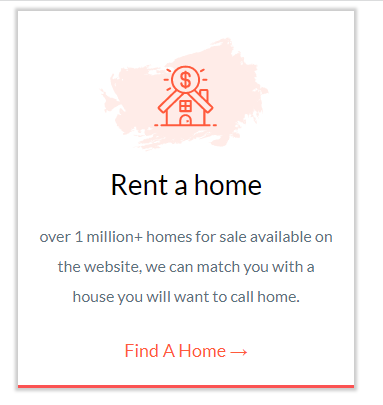 Rent a home
over 1 million+ homes for sale available on
the website, we can match you with a
house you will want to call home.
Find A Home →